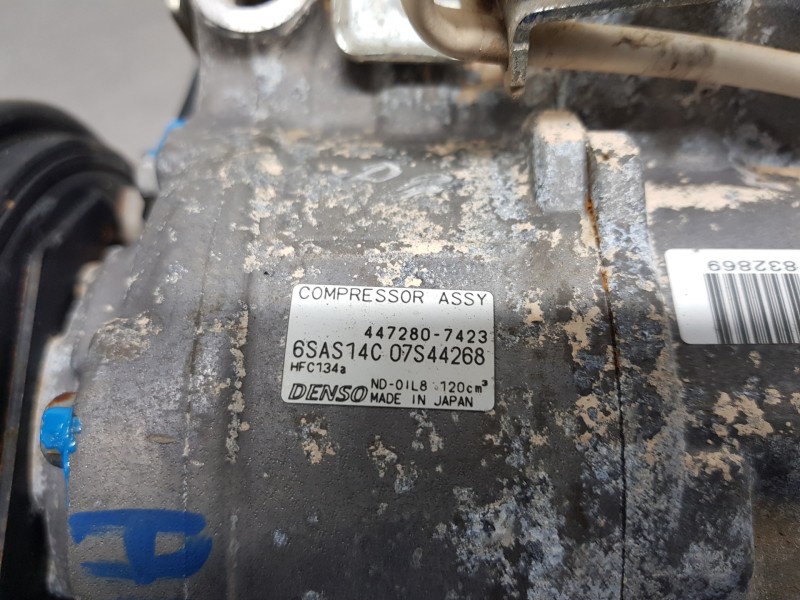 COMPRESSOR ASSY
447280-7423
6SAS14C 07S44268
HFC134a
ND-OIL8 120cm³
DENSO MADE IN JAPAN
832869